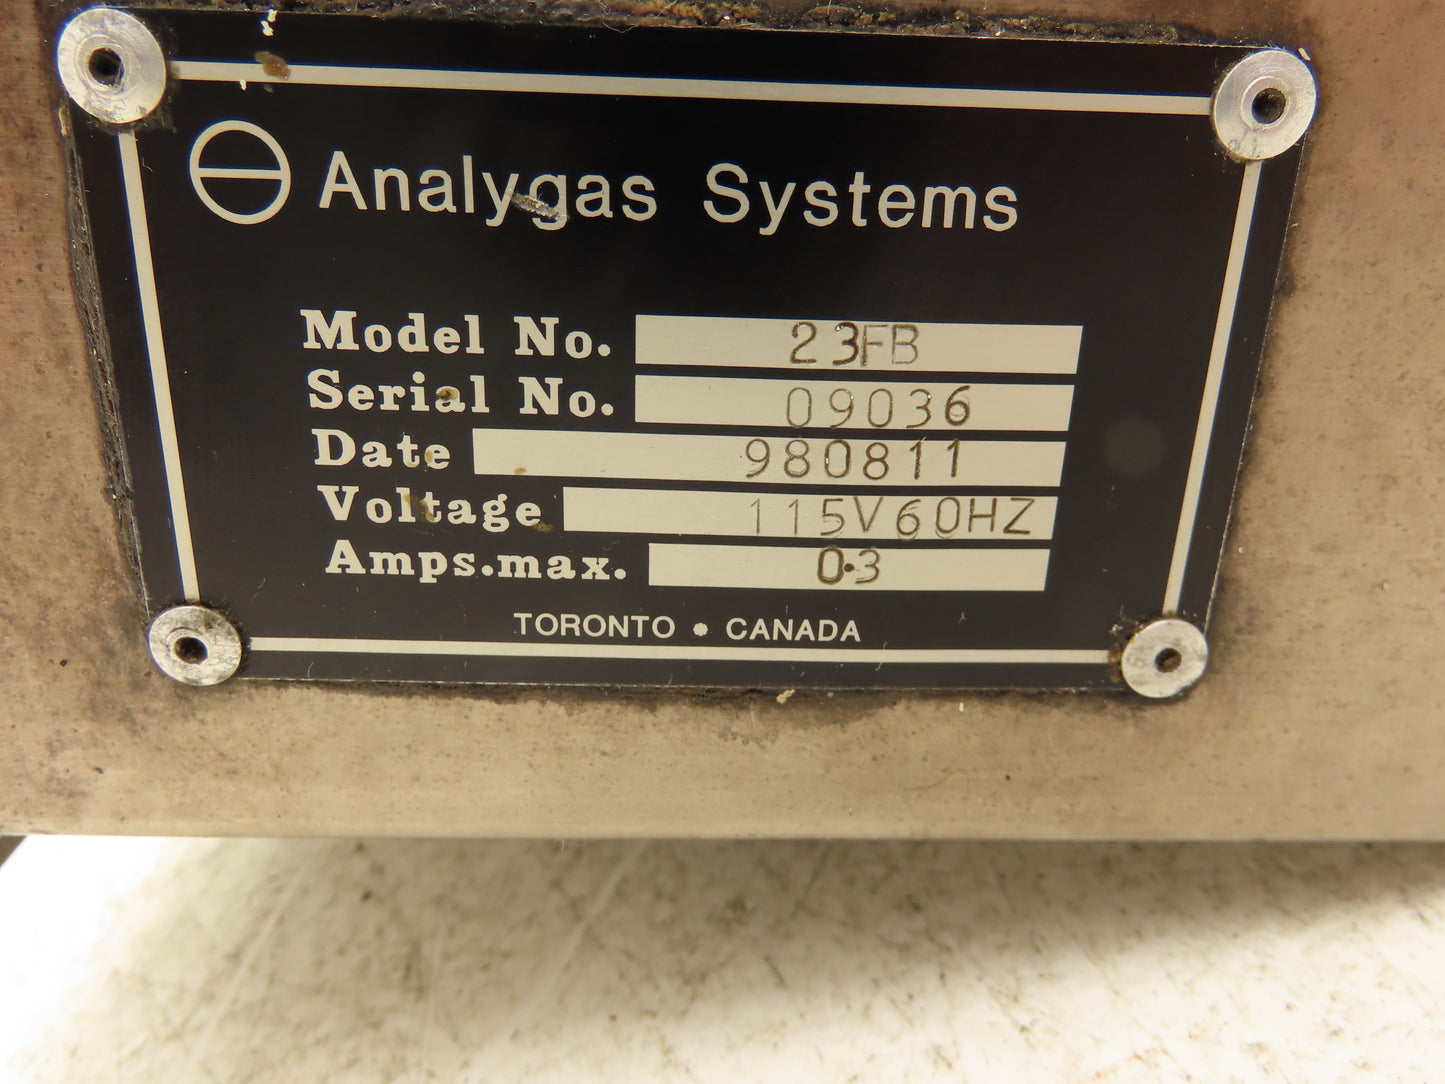 Analygas Systems
Model No. 23FB
Serial No. 09036
Date 980811
Voltage 115V60HZ
Amps.max. 0.3
TORONTO • CANADA